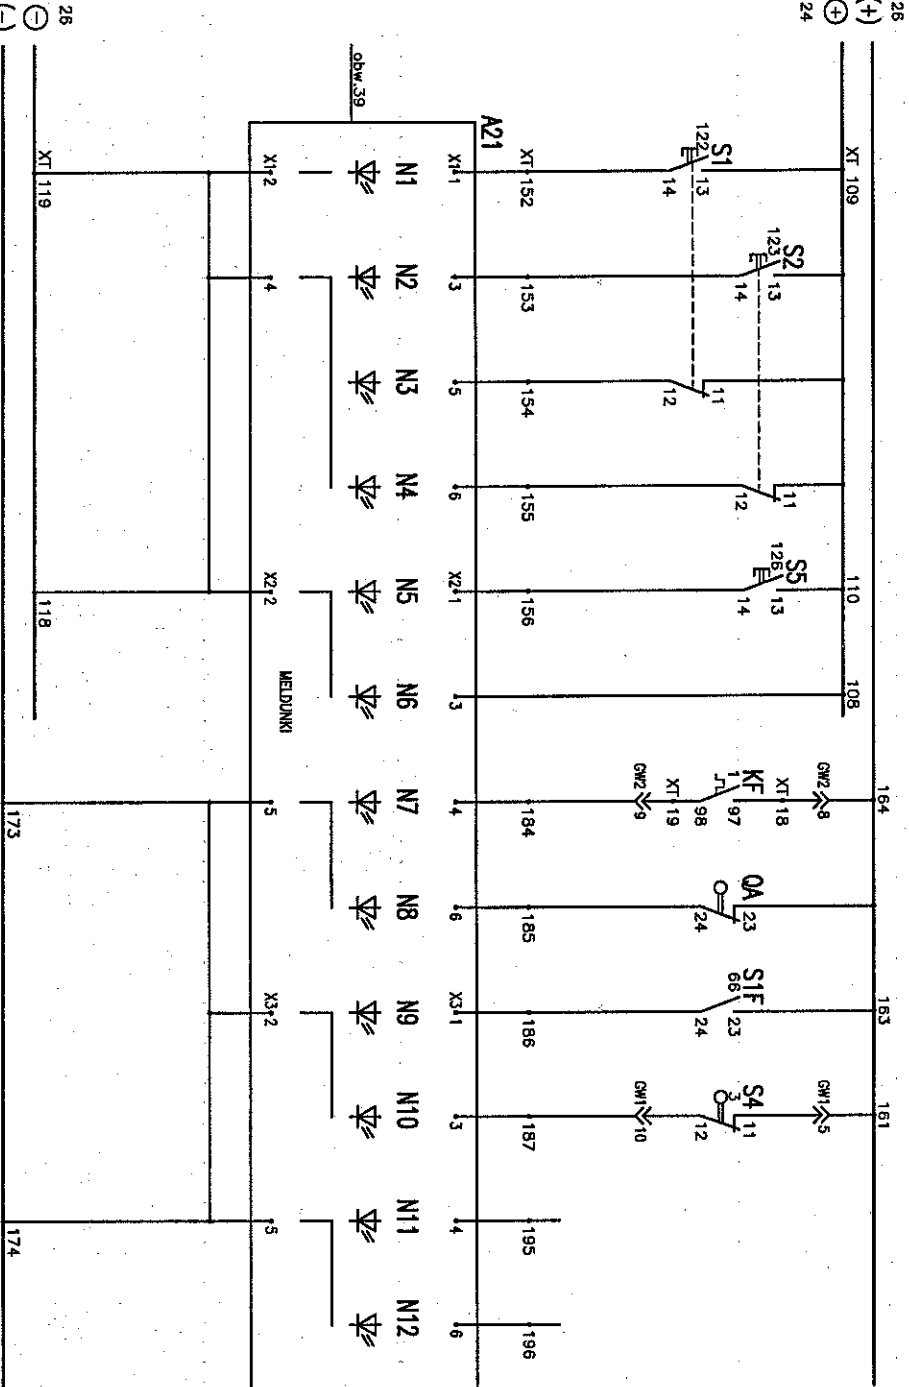 26
(+)
+
24
XT 109
110
108
164
163
161
S1
122
13
14
S2
123
13
14
11
12
11
12
S5
126
13
14
GW2 8
XT 18
KF
1
97
98
XT 19
GW2 9
QA
23
24
S1F
66
23
24
GW1 5
S4
3
11
12
GW1 10
XT 152
153
154
155
156
184
185
186
187
195
196
A21
X1 1
3
5
6
X2 1
3
4
6
X3 1
3
4
6
N1
N2
N3
N4
N5
N6
N7
N8
N9
N10
N11
N12
obw.39
MELDUNKI
X1 2
4
X2 2
5
X3 2
5
XT 119
118
173
174
26
−
(−)